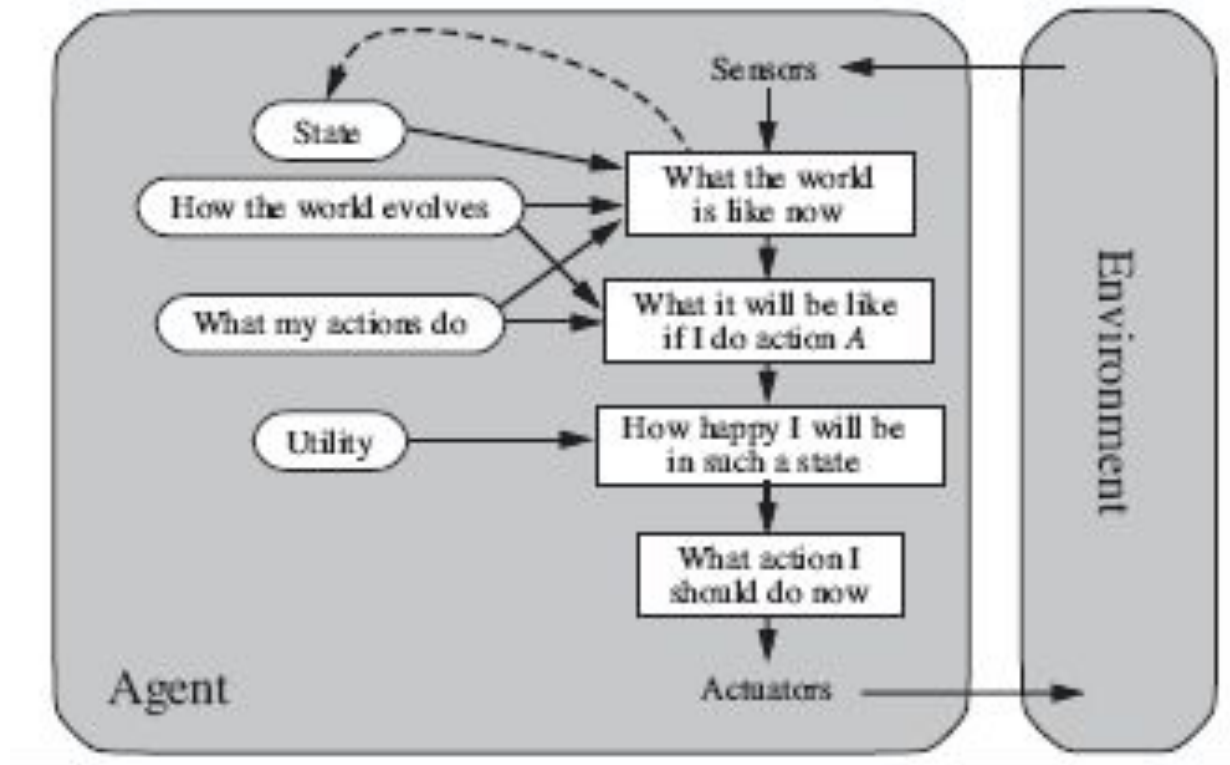 Sensors
State
What the world
is like now
How the world evolves
What it will be like
if I do action A
What my actions do
How happy I will be
in such a state
Utility
What action I
should do now
Agent
Actuators
Environment